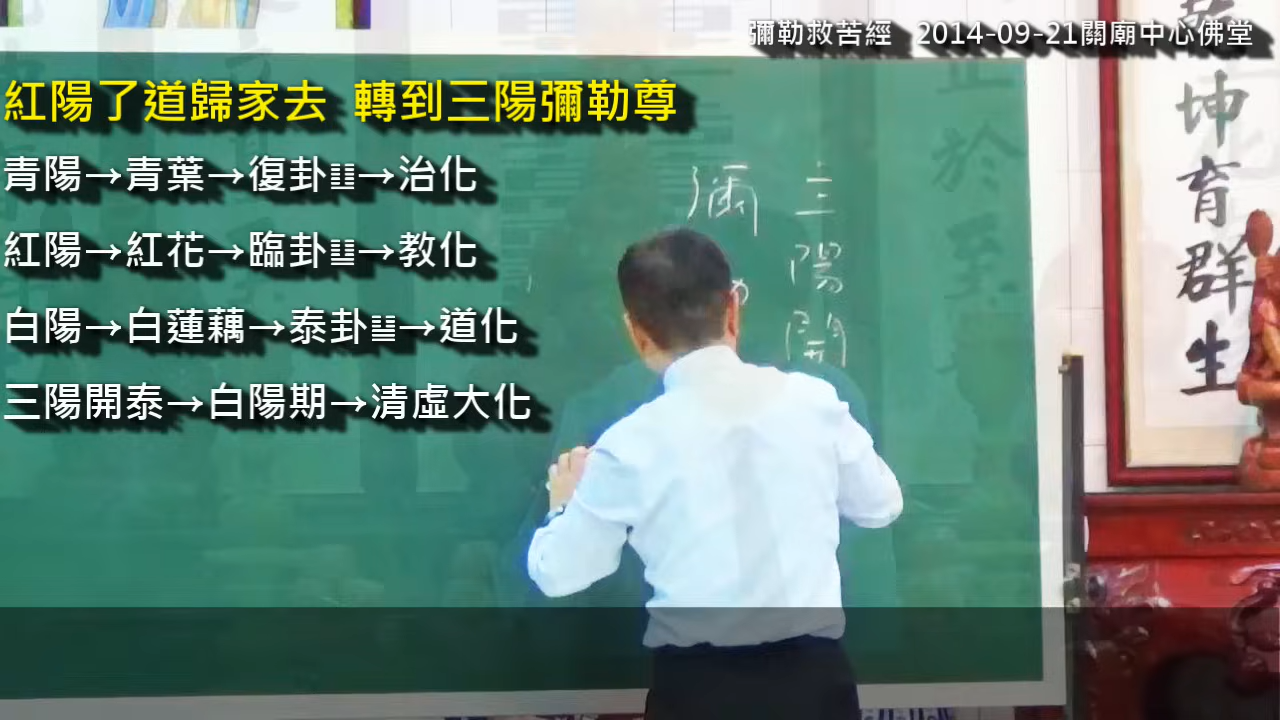 彌勒救苦經 2014-09-21關廟中心佛堂
紅陽了道歸家去 轉到三陽彌勒尊
青陽→青葉→復卦䷗→治化
紅陽→紅花→臨卦䷒→教化
白陽→白蓮藕→泰卦䷊→道化
三陽開泰→白陽期→清虛大化
三陽開
彌
坤育群生